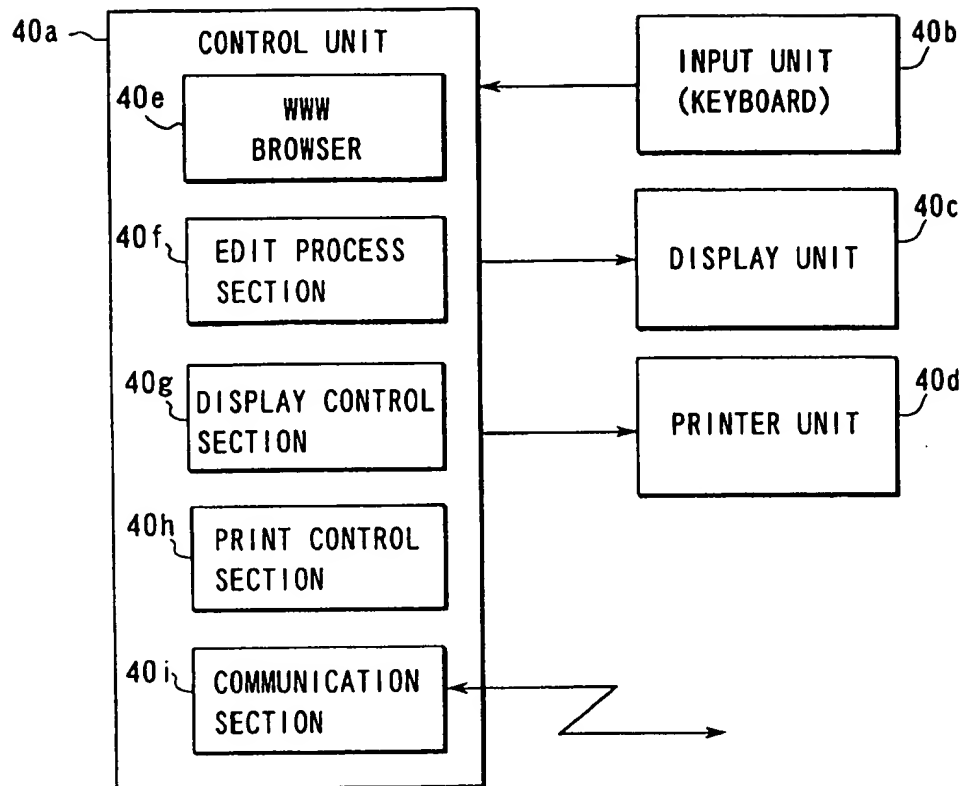 40a
CONTROL UNIT
40e
WWW
BROWSER
40f
EDIT PROCESS
SECTION
40g
DISPLAY CONTROL
SECTION
40h
PRINT CONTROL
SECTION
40i
COMMUNICATION
SECTION
40b
INPUT UNIT
(KEYBOARD)
40c
DISPLAY UNIT
40d
PRINTER UNIT